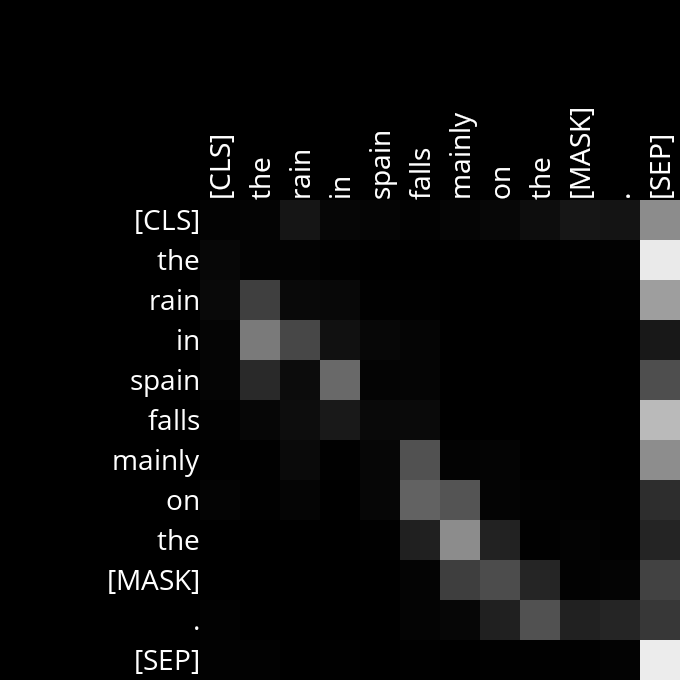 [CLS] the rain in spain falls mainly on the [MASK] . [SEP]
[CLS]
the
rain
in
spain
falls
mainly
on
the
[MASK]
.
[SEP]